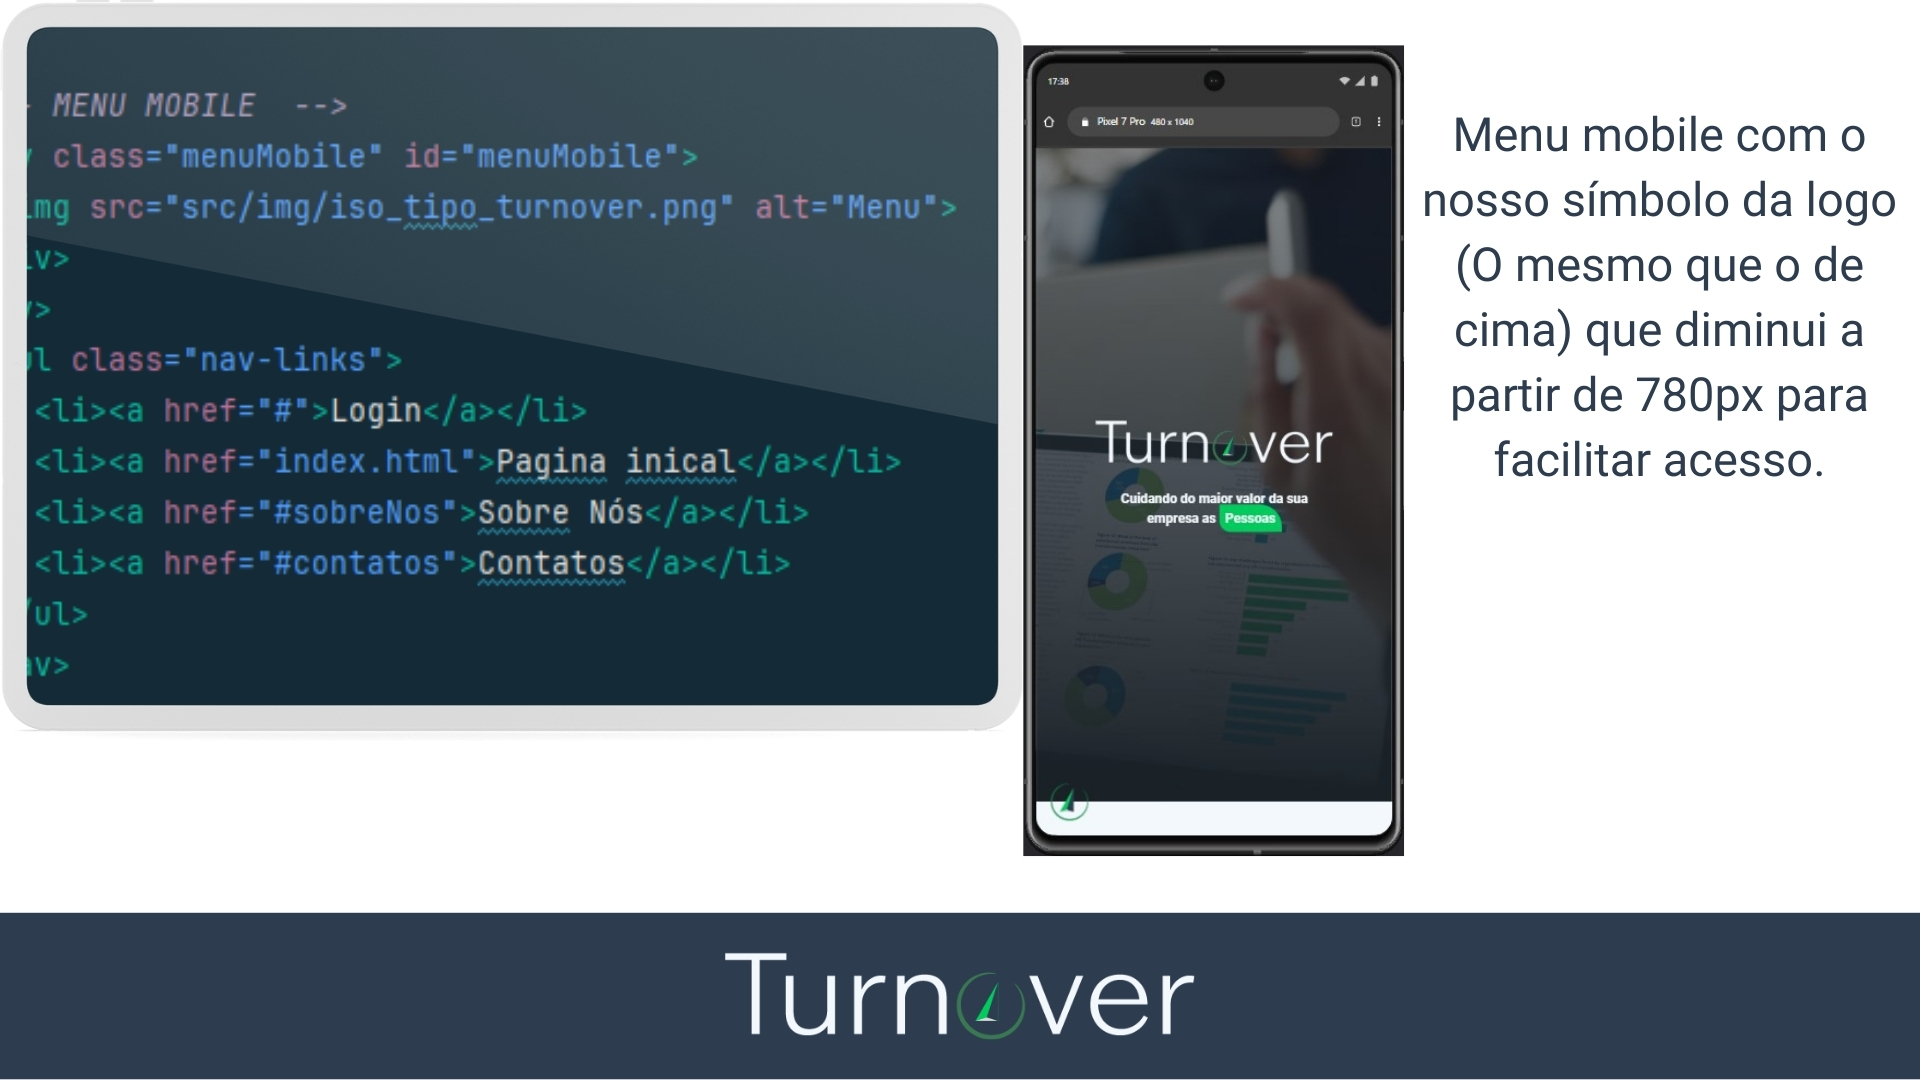 MENU MOBILE -->
class="menuMobile" id="menuMobile">
mg src="src/img/iso_tipo_turnover.png" alt="Menu">
v>
>
ul class="nav-links">
<li><a href="#">Login</a></li>
<li><a href="index.html">Pagina inical</a></li>
<li><a href="#sobreNos">Sobre Nós</a></li>
<li><a href="#contatos">Contatos</a></li>
/ul>
av>
17:38
Pixel 7 Pro 480 x 1040
Turnover
Cuidando do maior valor da sua
empresa as Pessoas
Menu mobile com o
nosso símbolo da logo
(O mesmo que o de
cima) que diminui a
partir de 780px para
facilitar acesso.
Turnover